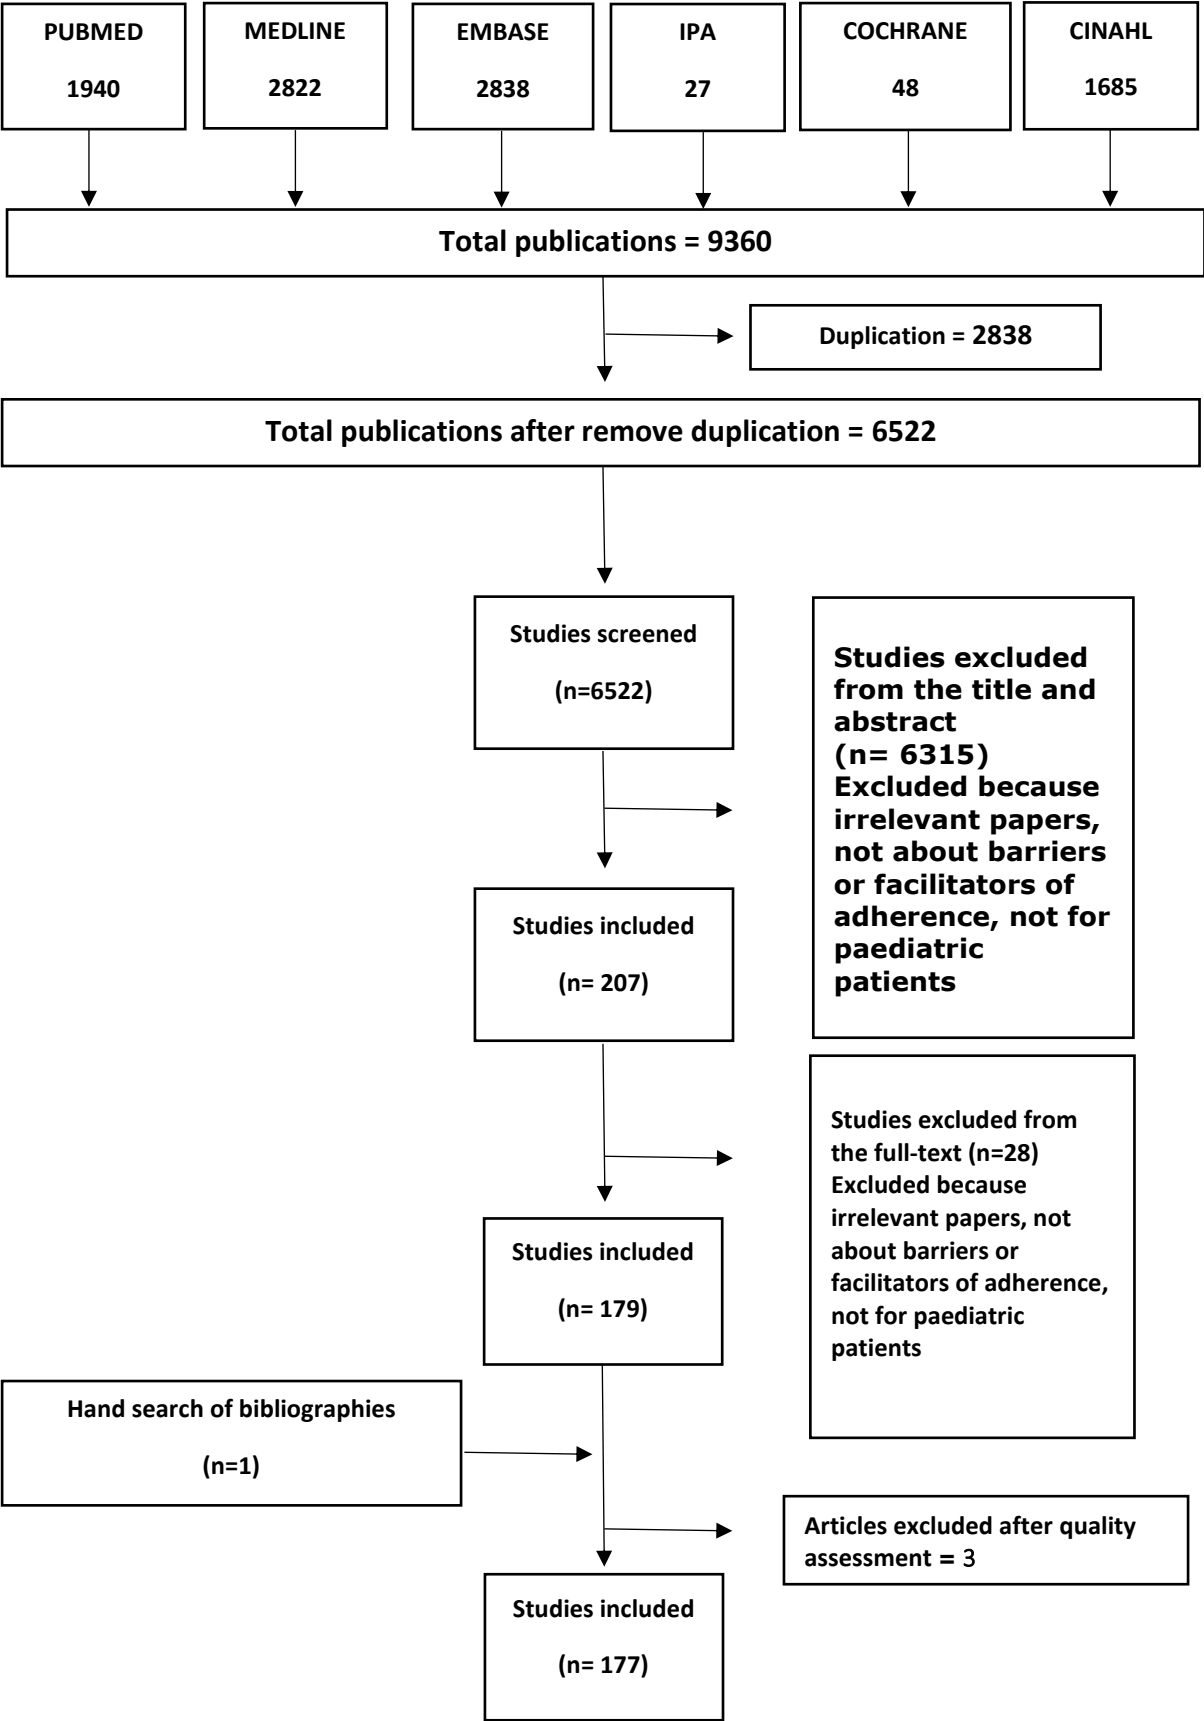 PUBMED
1940
MEDLINE
2822
EMBASE
2838
IPA
27
COCHRANE
48
CINAHL
1685
Total publications = 9360
Duplication = 2838
Total publications after remove duplication = 6522
Studies screened
(n=6522)
Studies excluded
from the title and
abstract
(n= 6315)
Excluded because
irrelevant papers,
not about barriers
or facilitators of
adherence, not for
paediatric
patients
Studies included
(n= 207)
Studies excluded from
the full-text (n=28)
Excluded because
irrelevant papers, not
about barriers or
facilitators of adherence,
not for paediatric
patients
Studies included
(n= 179)
Hand search of bibliographies
(n=1)
Articles excluded after quality
assessment = 3
Studies included
(n= 177)